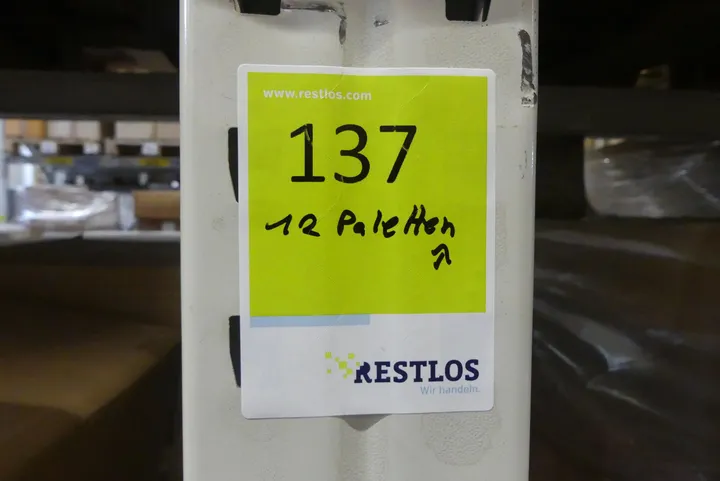 www.restlos.com
137
12 Paletten
↗
RESTLOS
Wir handeln.